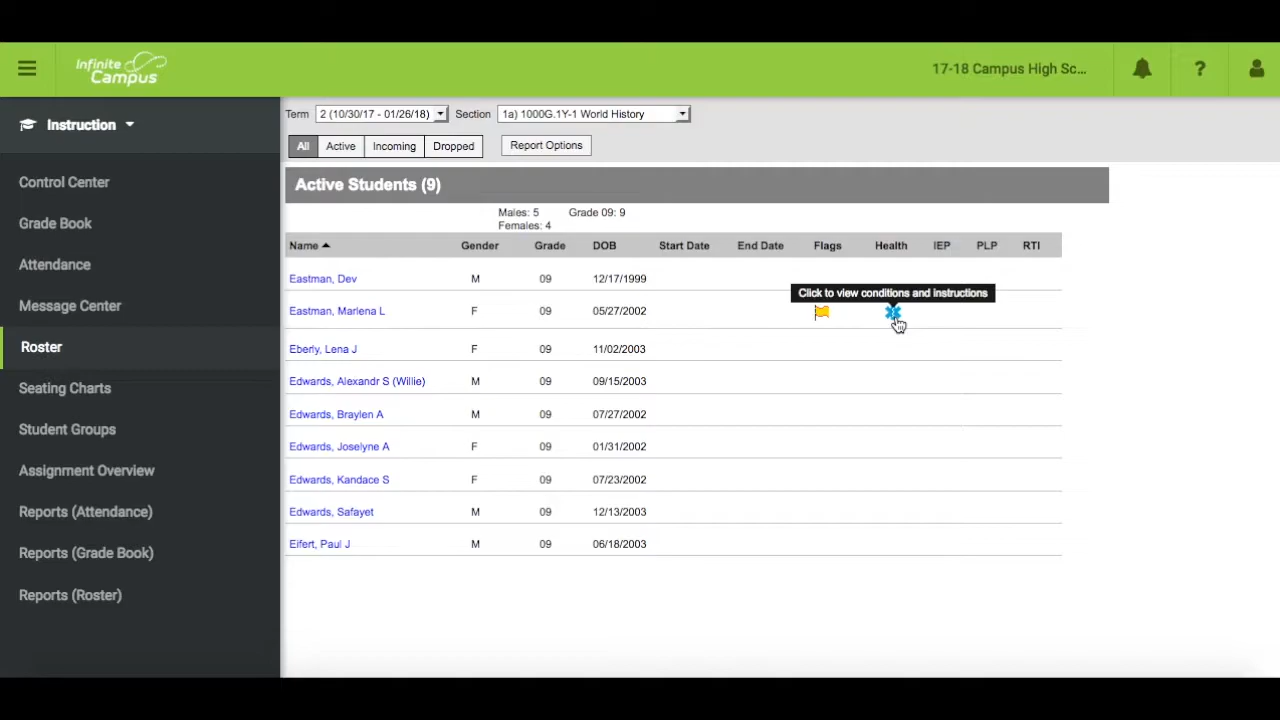 Infinite Campus
17-18 Campus High Sc...
?
Instruction
Control Center
Grade Book
Attendance
Message Center
Roster
Seating Charts
Student Groups
Assignment Overview
Reports (Attendance)
Reports (Grade Book)
Reports (Roster)
Term 2 (10/30/17 - 01/26/18) Section 1a) 1000G.1Y-1 World History
All Active Incoming Dropped Report Options
Active Students (9)
Males: 5 Grade 09: 9
Females: 4
Name Gender Grade DOB Start Date End Date Flags Health IEP PLP RTI
Eastman, Dev M 09 12/17/1999
Click to view conditions and instructions
Eastman, Marlena L F 09 05/27/2002
Eberly, Lena J F 09 11/02/2003
Edwards, Alexandr S (Willie) M 09 09/15/2003
Edwards, Braylen A M 09 07/27/2002
Edwards, Joselyne A F 09 01/31/2002
Edwards, Kandace S F 09 07/23/2002
Edwards, Safayet M 09 12/13/2003
Eifert, Paul J M 09 06/18/2003